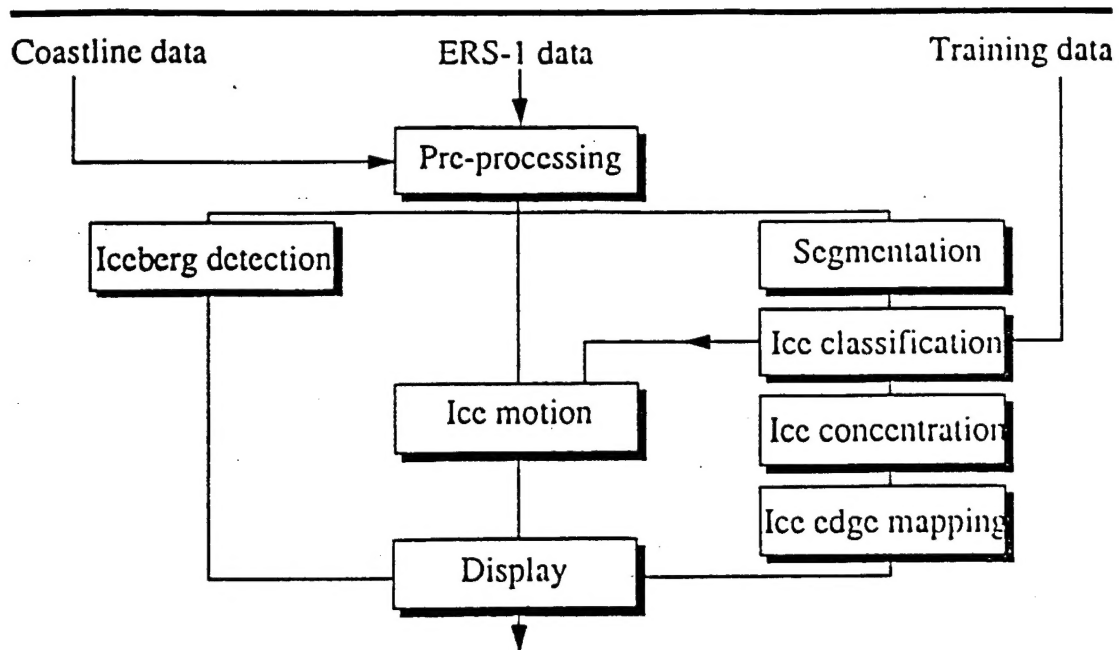 Coastline data
ERS-1 data
Training data
Pre-processing
Iceberg detection
Segmentation
Ice classification
Ice motion
Ice concentration
Ice edge mapping
Display